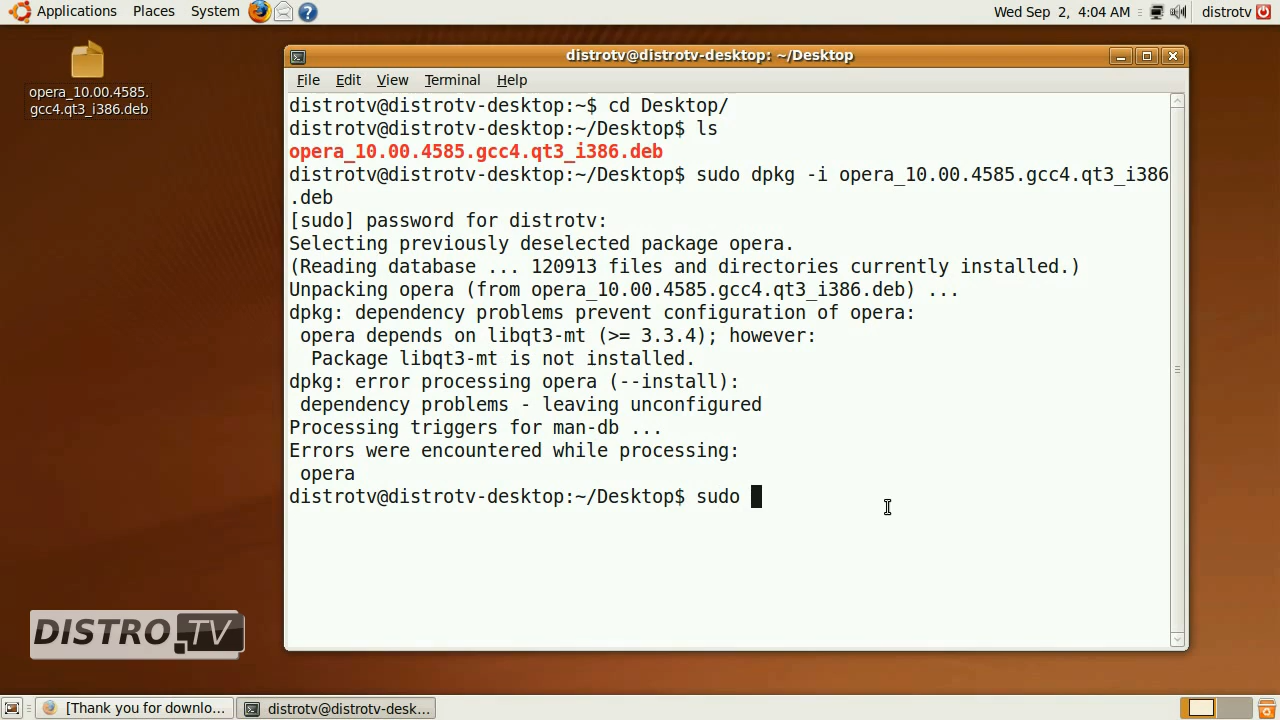 Applications Places System
Wed Sep 2, 4:04 AM distrotv
opera_10.00.4585.
gcc4.qt3_i386.deb
distrotv@distrotv-desktop: ~/Desktop
File Edit View Terminal Help
distrotv@distrotv-desktop:~$ cd Desktop/
distrotv@distrotv-desktop:~/Desktop$ ls
opera_10.00.4585.gcc4.qt3_i386.deb
distrotv@distrotv-desktop:~/Desktop$ sudo dpkg -i opera_10.00.4585.gcc4.qt3_i386
.deb
[sudo] password for distrotv:
Selecting previously deselected package opera.
(Reading database ... 120913 files and directories currently installed.)
Unpacking opera (from opera_10.00.4585.gcc4.qt3_i386.deb) ...
dpkg: dependency problems prevent configuration of opera:
 opera depends on libqt3-mt (>= 3.3.4); however:
  Package libqt3-mt is not installed.
dpkg: error processing opera (--install):
 dependency problems - leaving unconfigured
Processing triggers for man-db ...
Errors were encountered while processing:
 opera
distrotv@distrotv-desktop:~/Desktop$ sudo
DISTRO.TV
[Thank you for downlo... distrotv@distrotv-desk...